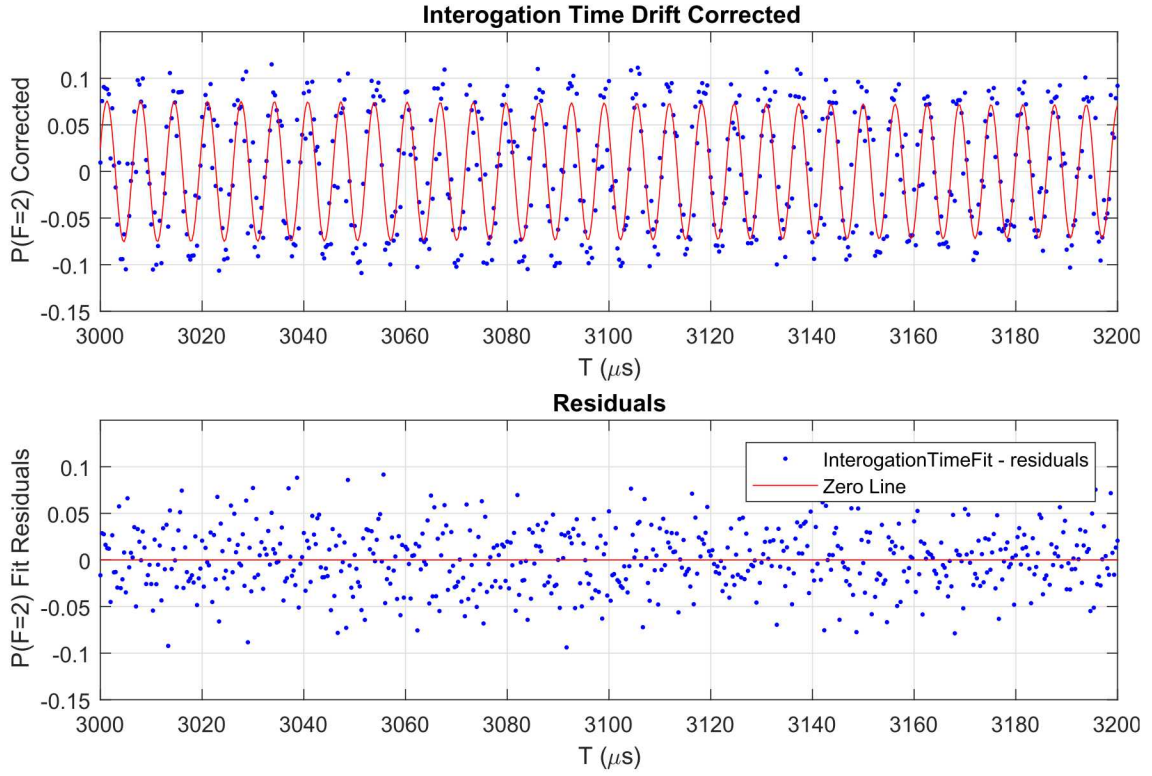 Interogation Time Drift Corrected
P(F=2) Corrected
0.1
0.05
0
-0.05
-0.1
-0.15
3000 3020 3040 3060 3080 3100 3120 3140 3160 3180 3200
T (μs)
Residuals
P(F=2) Fit Residuals
0.1
0.05
0
-0.05
-0.1
-0.15
InterogationTimeFit - residuals
Zero Line
3000 3020 3040 3060 3080 3100 3120 3140 3160 3180 3200
T (μs)